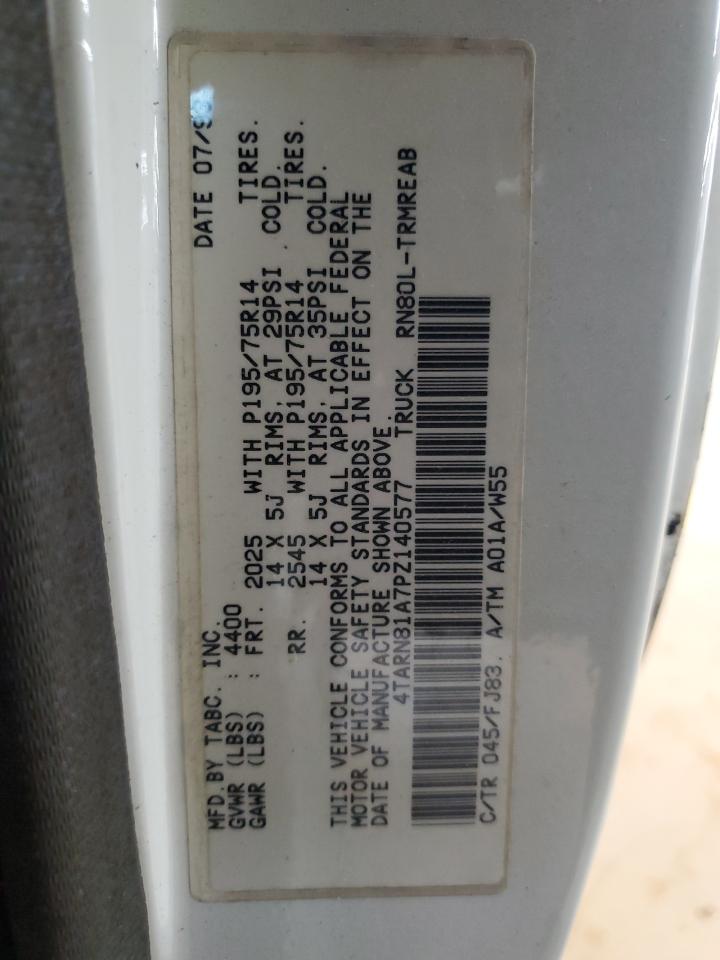 MFD. BY TABC. INC. DATE 07/9
GVWR (LBS) : 4400
GAWR (LBS) : FRT. 2025 WITH P195/75R14 TIRES.
14 X 5J RIMS, AT 29PSI COLD.
RR. 2545 WITH P195/75R14 TIRES.
14 X 5J RIMS, AT 35PSI COLD.
THIS VEHICLE CONFORMS TO ALL APPLICABLE FEDERAL
MOTOR VEHICLE SAFETY STANDARDS IN EFFECT ON THE
DATE OF MANUFACTURE SHOWN ABOVE.
4TARN81A7PZ140577 TRUCK RN80L-TRMREAB
C/TR 045/FJ83. A/TM A01A/W55